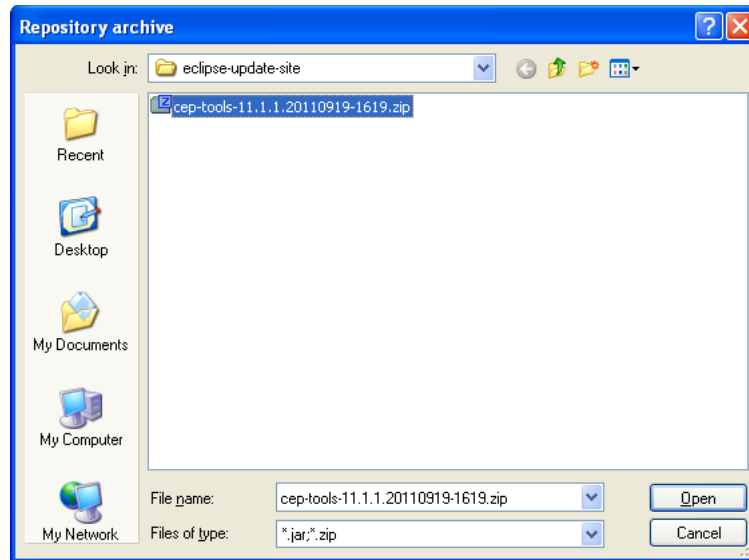 Repository archive
Look in: eclipse-update-site
cep-tools-11.1.1.20110919-1619.zip
Recent
Desktop
My Documents
My Computer
My Network
File name: cep-tools-11.1.1.20110919-1619.zip Open
Files of type: *.jar;*.zip Cancel